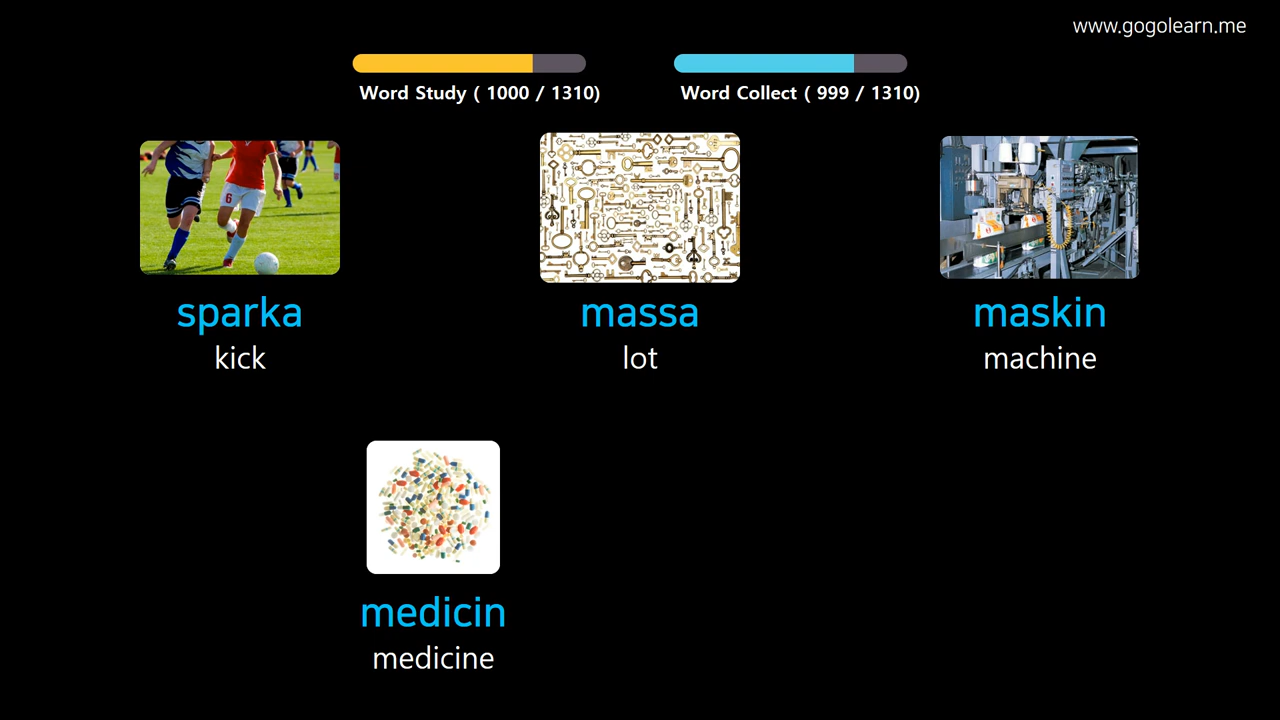 www.gogolearn.me
Word Study ( 1000 / 1310)
Word Collect ( 999 / 1310)
sparka
kick
massa
lot
maskin
machine
6
medicin
medicine